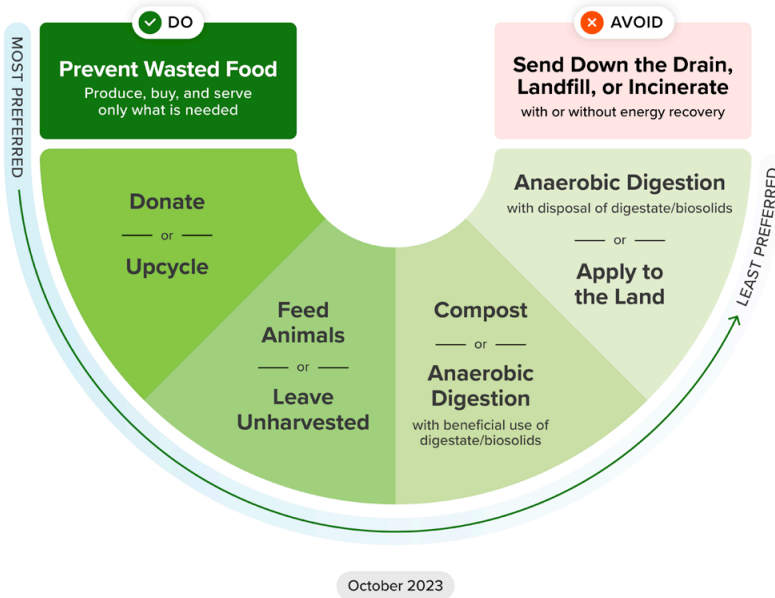 DO
Prevent Wasted Food
Produce, buy, and serve
only what is needed
AVOID
Send Down the Drain,
Landfill, or Incinerate
with or without energy recovery
MOST PREFERRED
Donate
or
Upcycle
Feed
Animals
or
Leave
Unharvested
Compost
or
Anaerobic
Digestion
with beneficial use of
digestate/biosolids
Anaerobic Digestion
with disposal of digestate/biosolids
or
Apply to
the Land
LEAST PREFERRED
October 2023